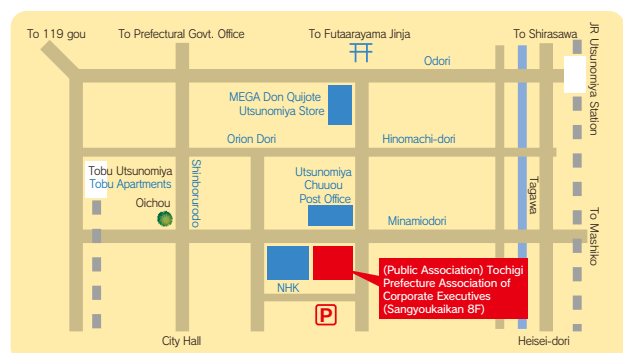 To 119 gou
To Prefectural Govt. Office
To Futaarayama Jinja
To Shirasawa
JR Utsunomiya Station
Odori
MEGA Don Quijote
Utsunomiya Store
Orion Dori
Hinomachi-dori
Tobu Utsunomiya
Tobu Apartments
Oichou
Shinborurodo
Utsunomiya
Chuuou
Post Office
Tagawa
Minamiodori
To Mashiko
NHK
(Public Association) Tochigi
Prefecture Association of
Corporate Executives
(Sangyoukaikan 8F)
P
City Hall
Heisei-dori